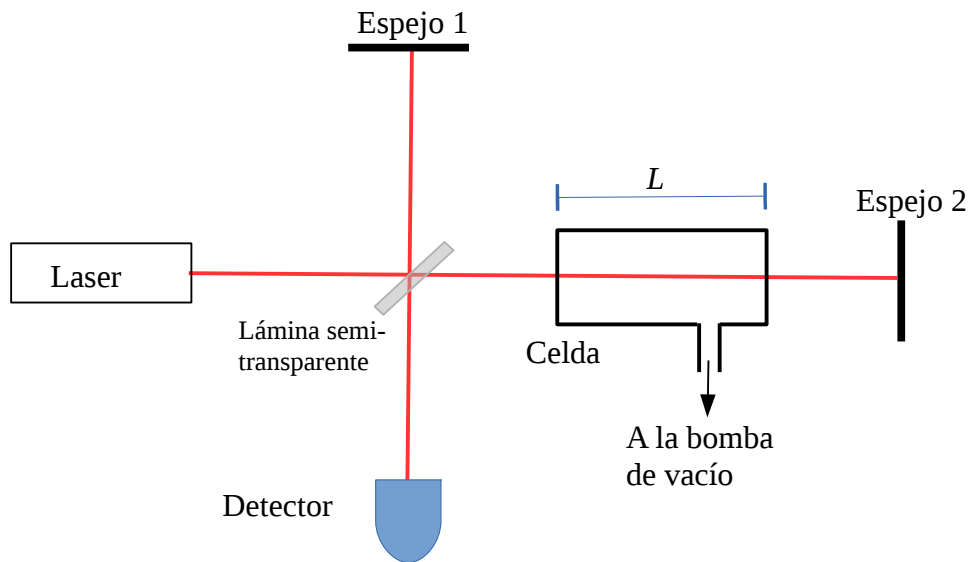 Espejo 1
L
Espejo 2
Laser
Lámina semi-
transparente
Celda
A la bomba
de vacío
Detector